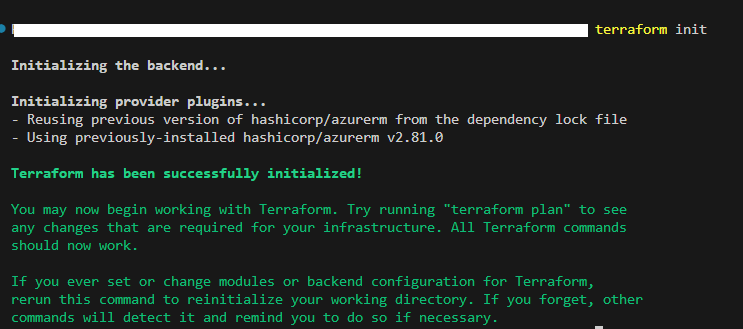 terraform init
Initializing the backend...
Initializing provider plugins...
- Reusing previous version of hashicorp/azurerm from the dependency lock file
- Using previously-installed hashicorp/azurerm v2.81.0
Terraform has been successfully initialized!
You may now begin working with Terraform. Try running "terraform plan" to see
any changes that are required for your infrastructure. All Terraform commands
should now work.
If you ever set or change modules or backend configuration for Terraform,
rerun this command to reinitialize your working directory. If you forget, other
commands will detect it and remind you to do so if necessary.